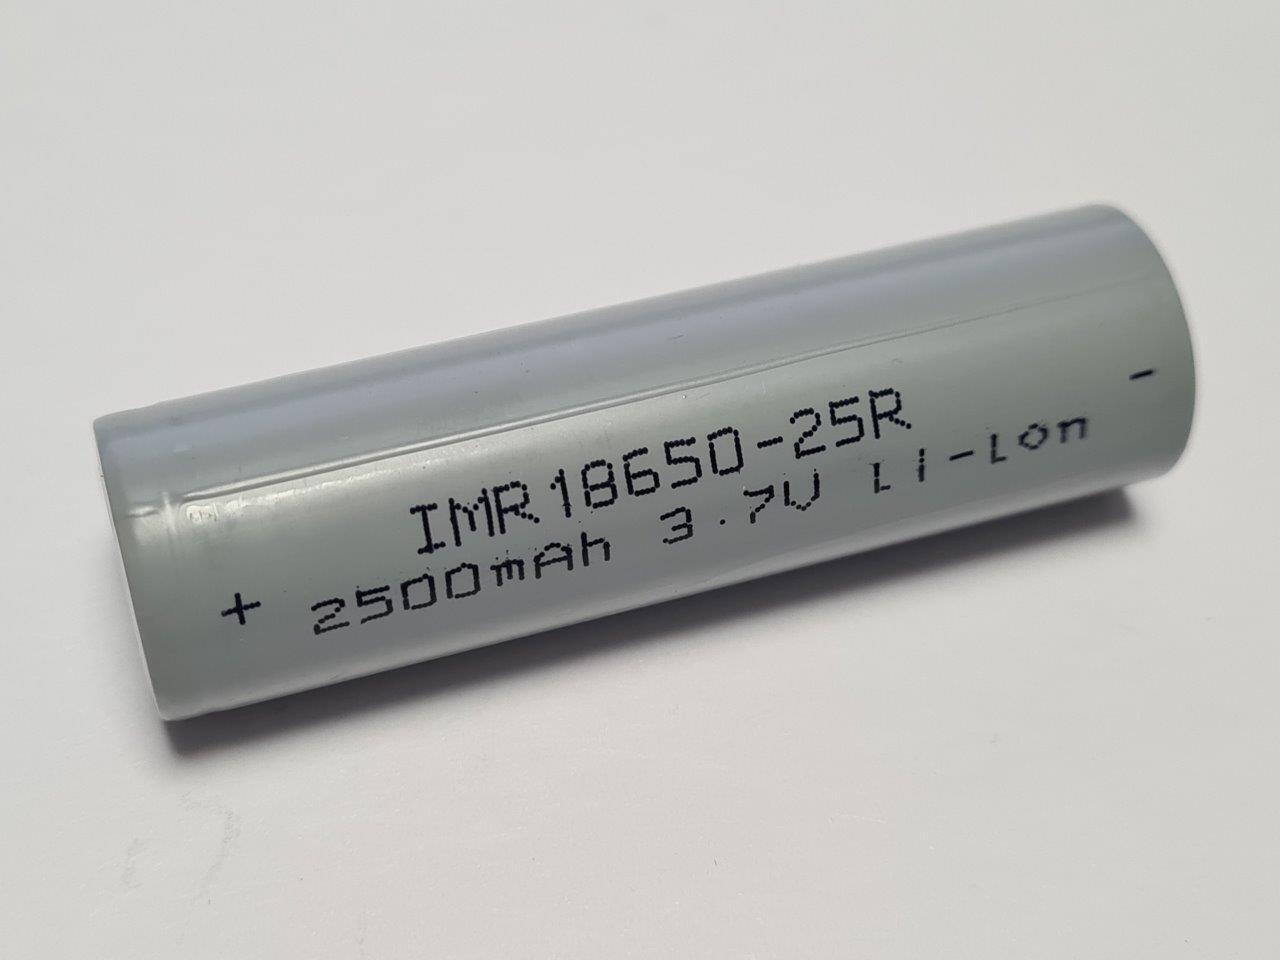 IMR18650-25R -
+ 2500mAh 3.7V Li-Lon